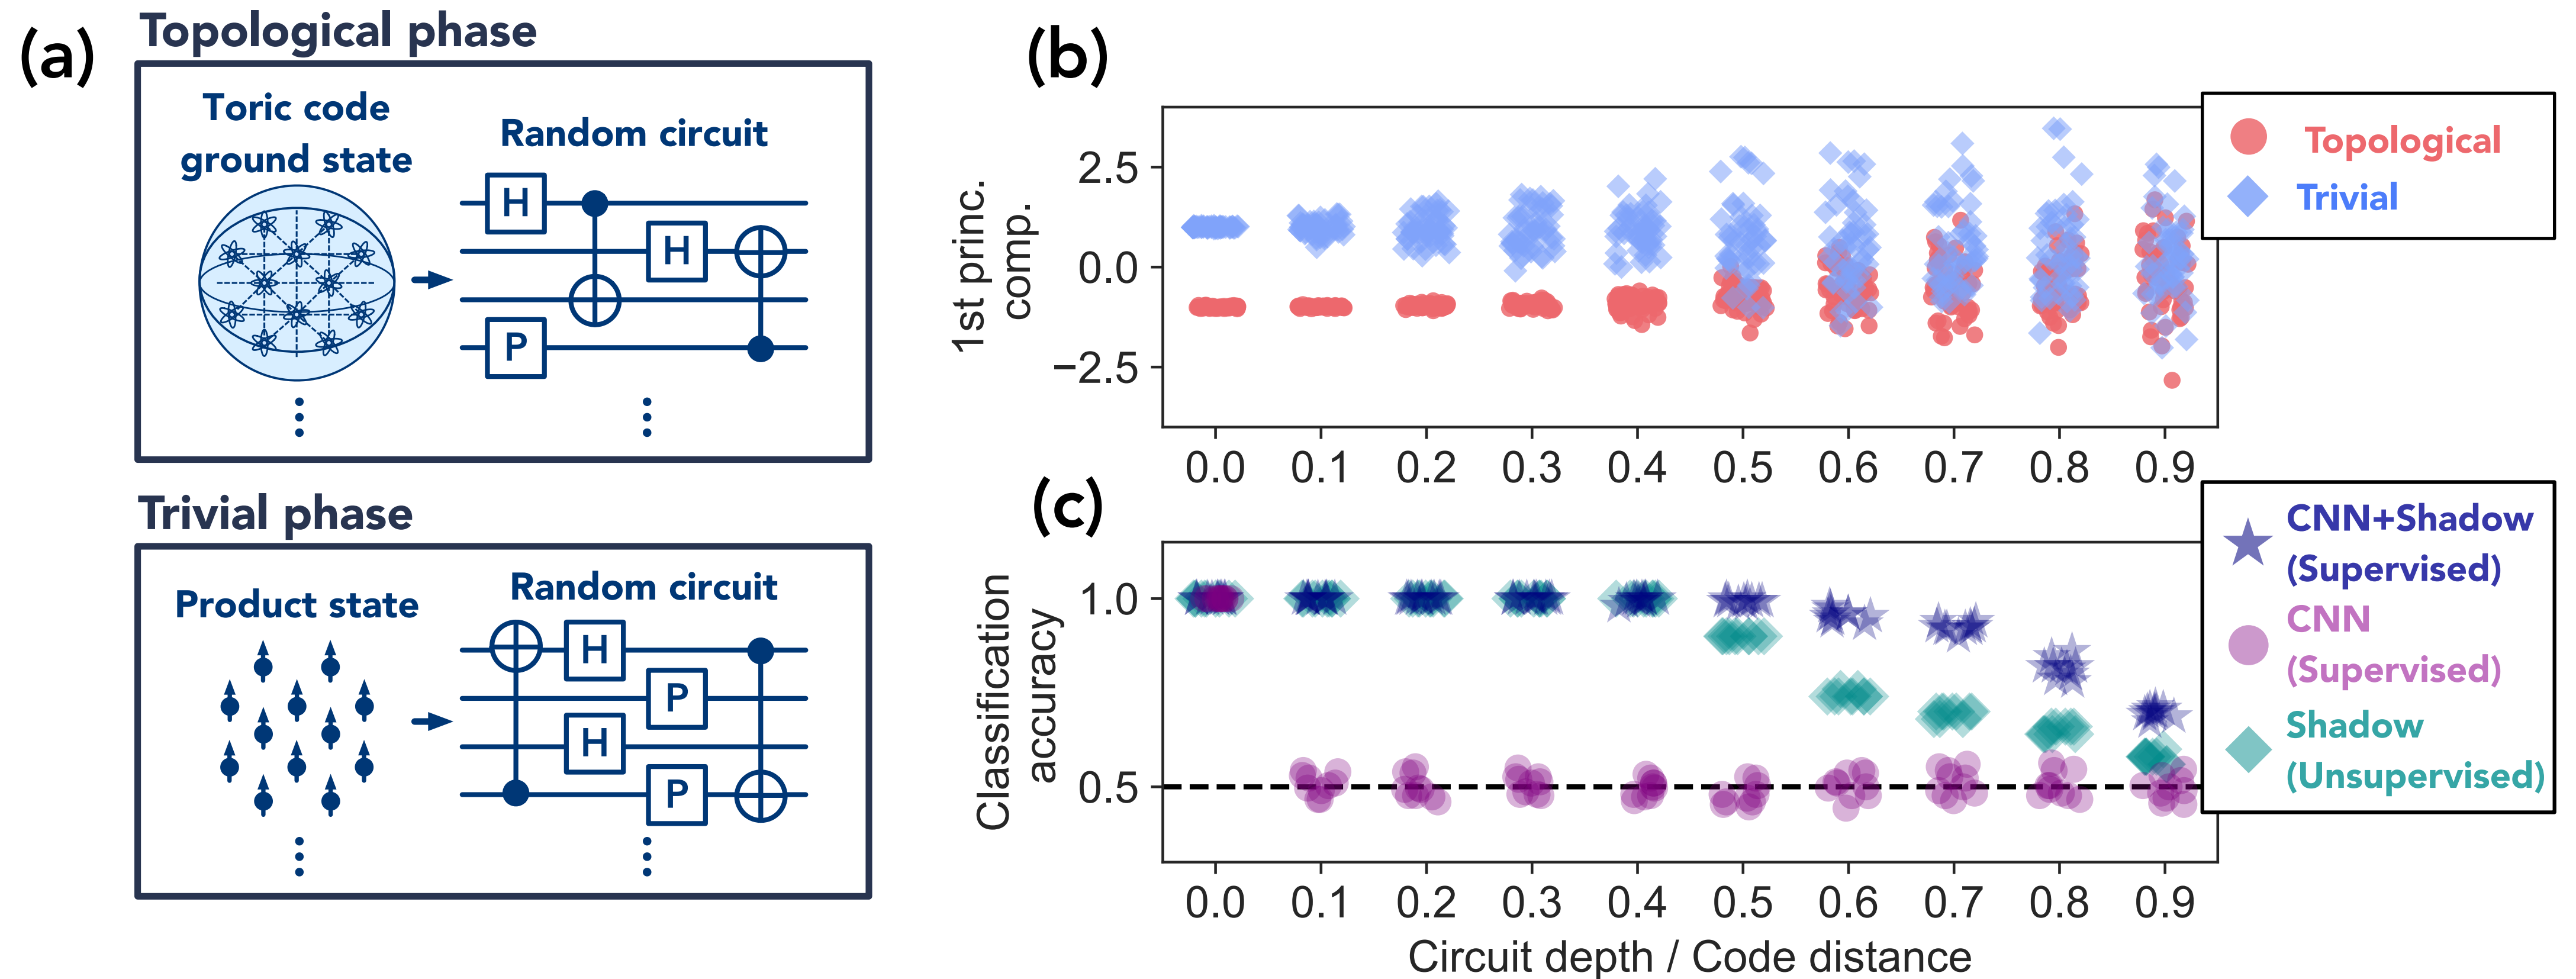 (a)
Topological phase
Toric code
ground state
Random circuit
H
H
P
Trivial phase
Product state
Random circuit
H
P
H
P
(b)
1st princ.
comp.
2.5
0.0
−2.5
0.0 0.1 0.2 0.3 0.4 0.5 0.6 0.7 0.8 0.9
Topological
Trivial
(c)
Classification
accuracy
1.0
0.5
0.0 0.1 0.2 0.3 0.4 0.5 0.6 0.7 0.8 0.9
Circuit depth / Code distance
CNN+Shadow
(Supervised)
CNN
(Supervised)
Shadow
(Unsupervised)